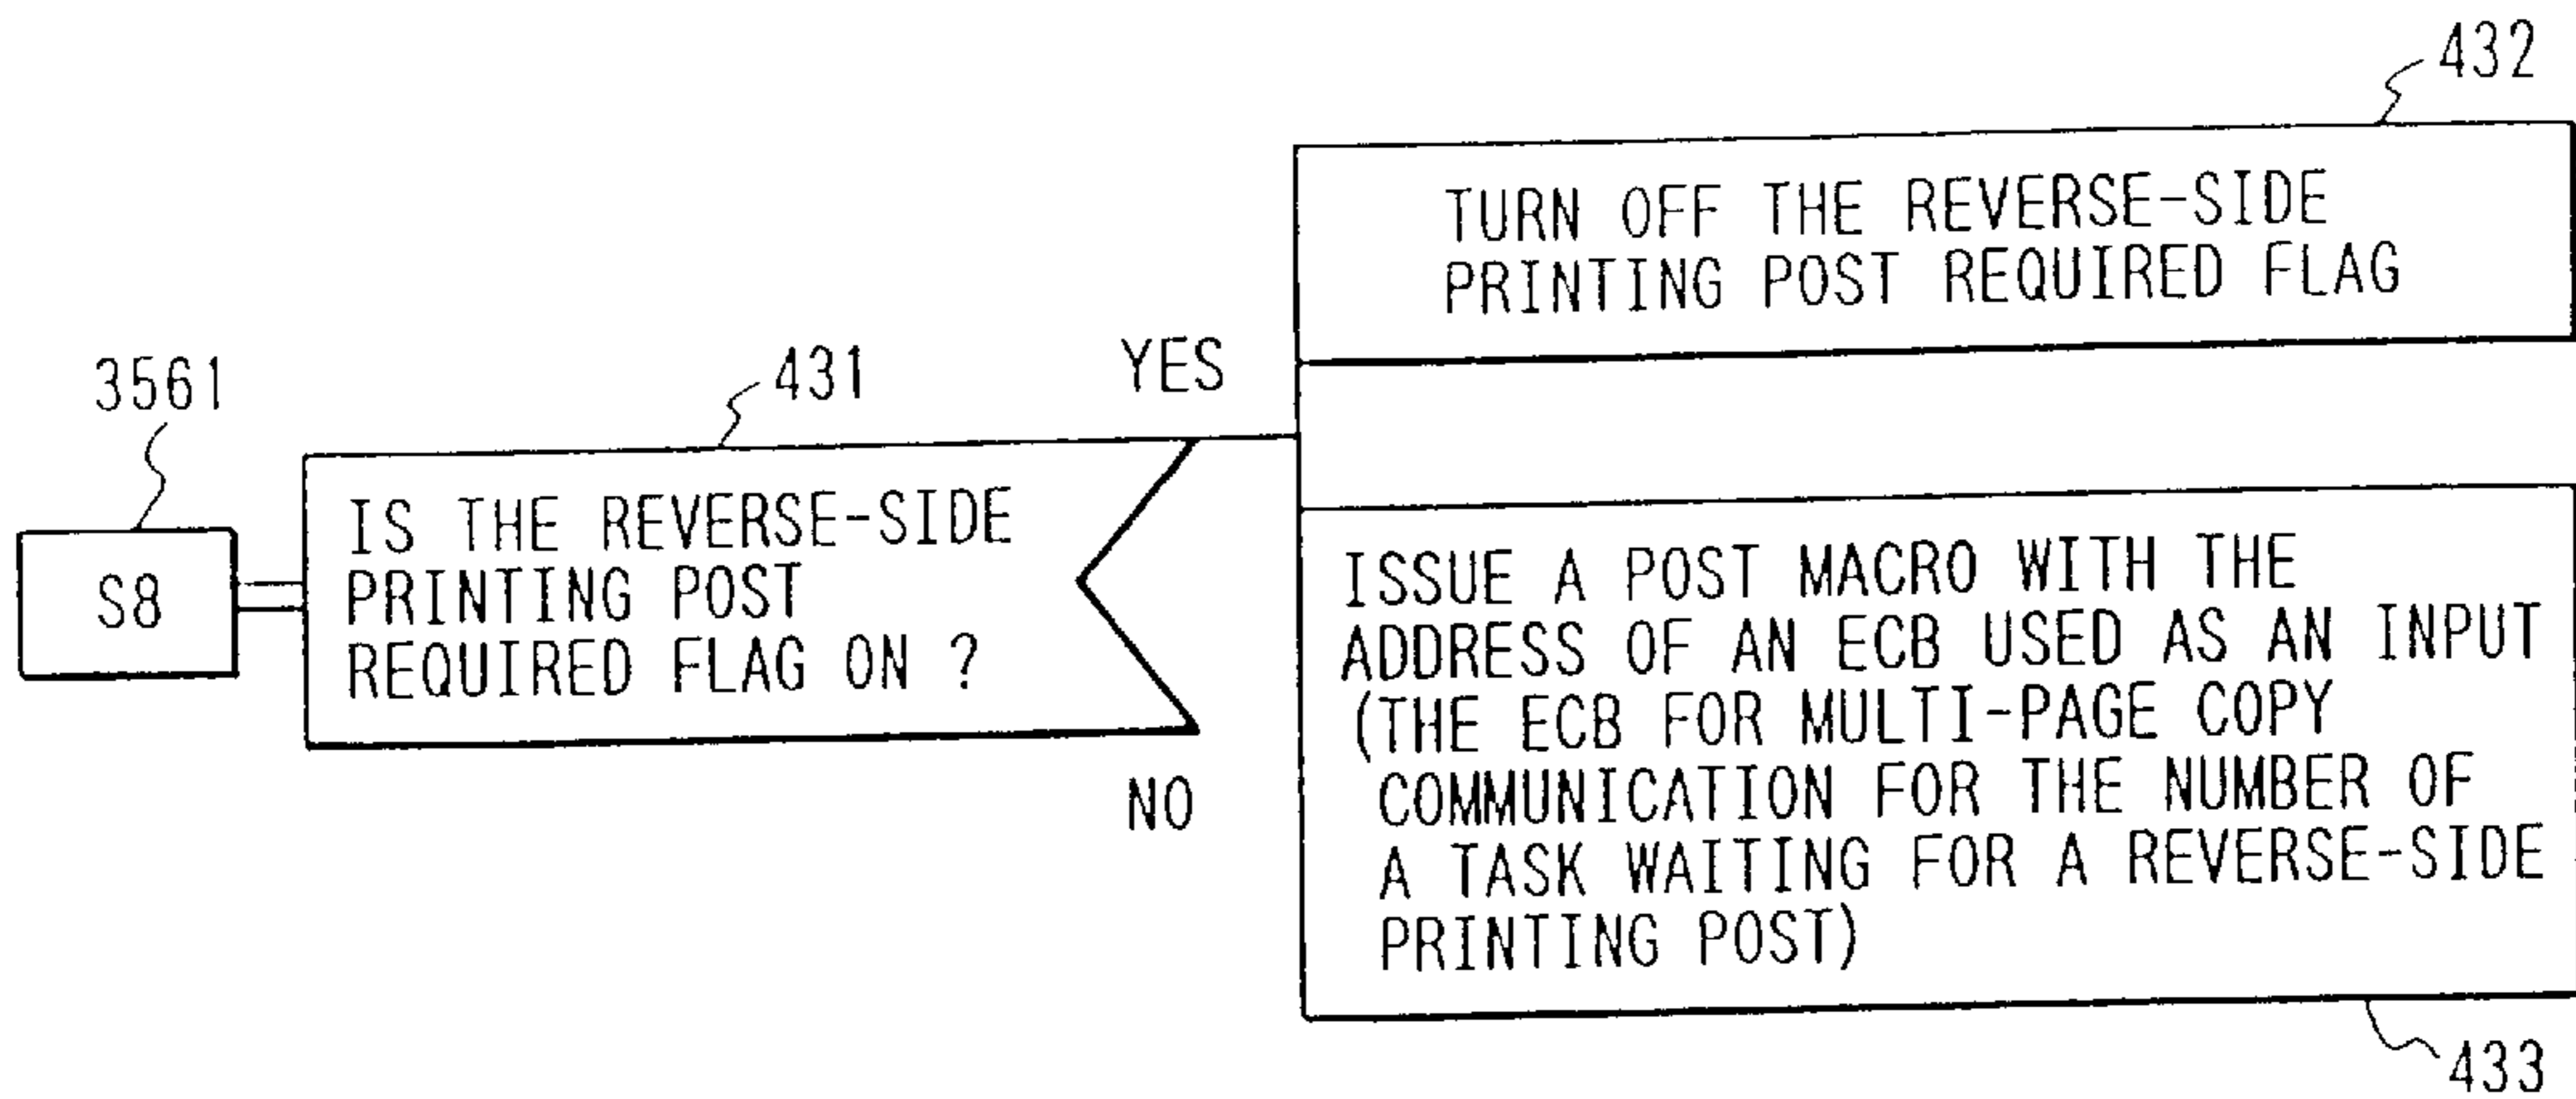 432
TURN OFF THE REVERSE-SIDE
PRINTING POST REQUIRED FLAG
YES
431
3561
S8
IS THE REVERSE-SIDE
PRINTING POST
REQUIRED FLAG ON ?
NO
ISSUE A POST MACRO WITH THE
ADDRESS OF AN ECB USED AS AN INPUT
(THE ECB FOR MULTI-PAGE COPY
COMMUNICATION FOR THE NUMBER OF
A TASK WAITING FOR A REVERSE-SIDE
PRINTING POST)
433